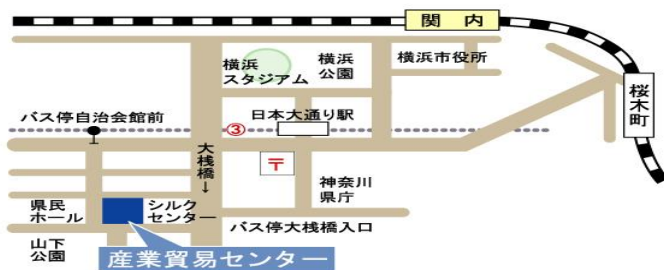 関内
横浜
スタジアム
横浜
公園
横浜市役所
桜木町
バス停自治会館前
③
日本大通り駅
大桟橋↓
〒
神奈川
県庁
県民
ホール
シルク
センター
バス停大桟橋入口
山下
公園
産業貿易センター